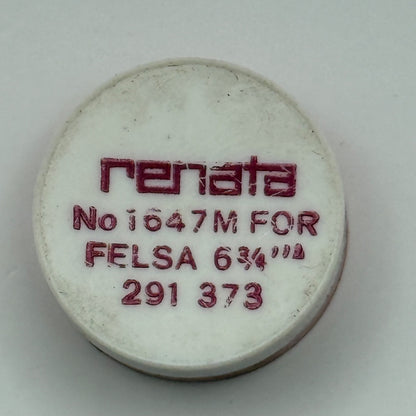 renata
No 1647M FOR
FELSA 6¾'''
291 373